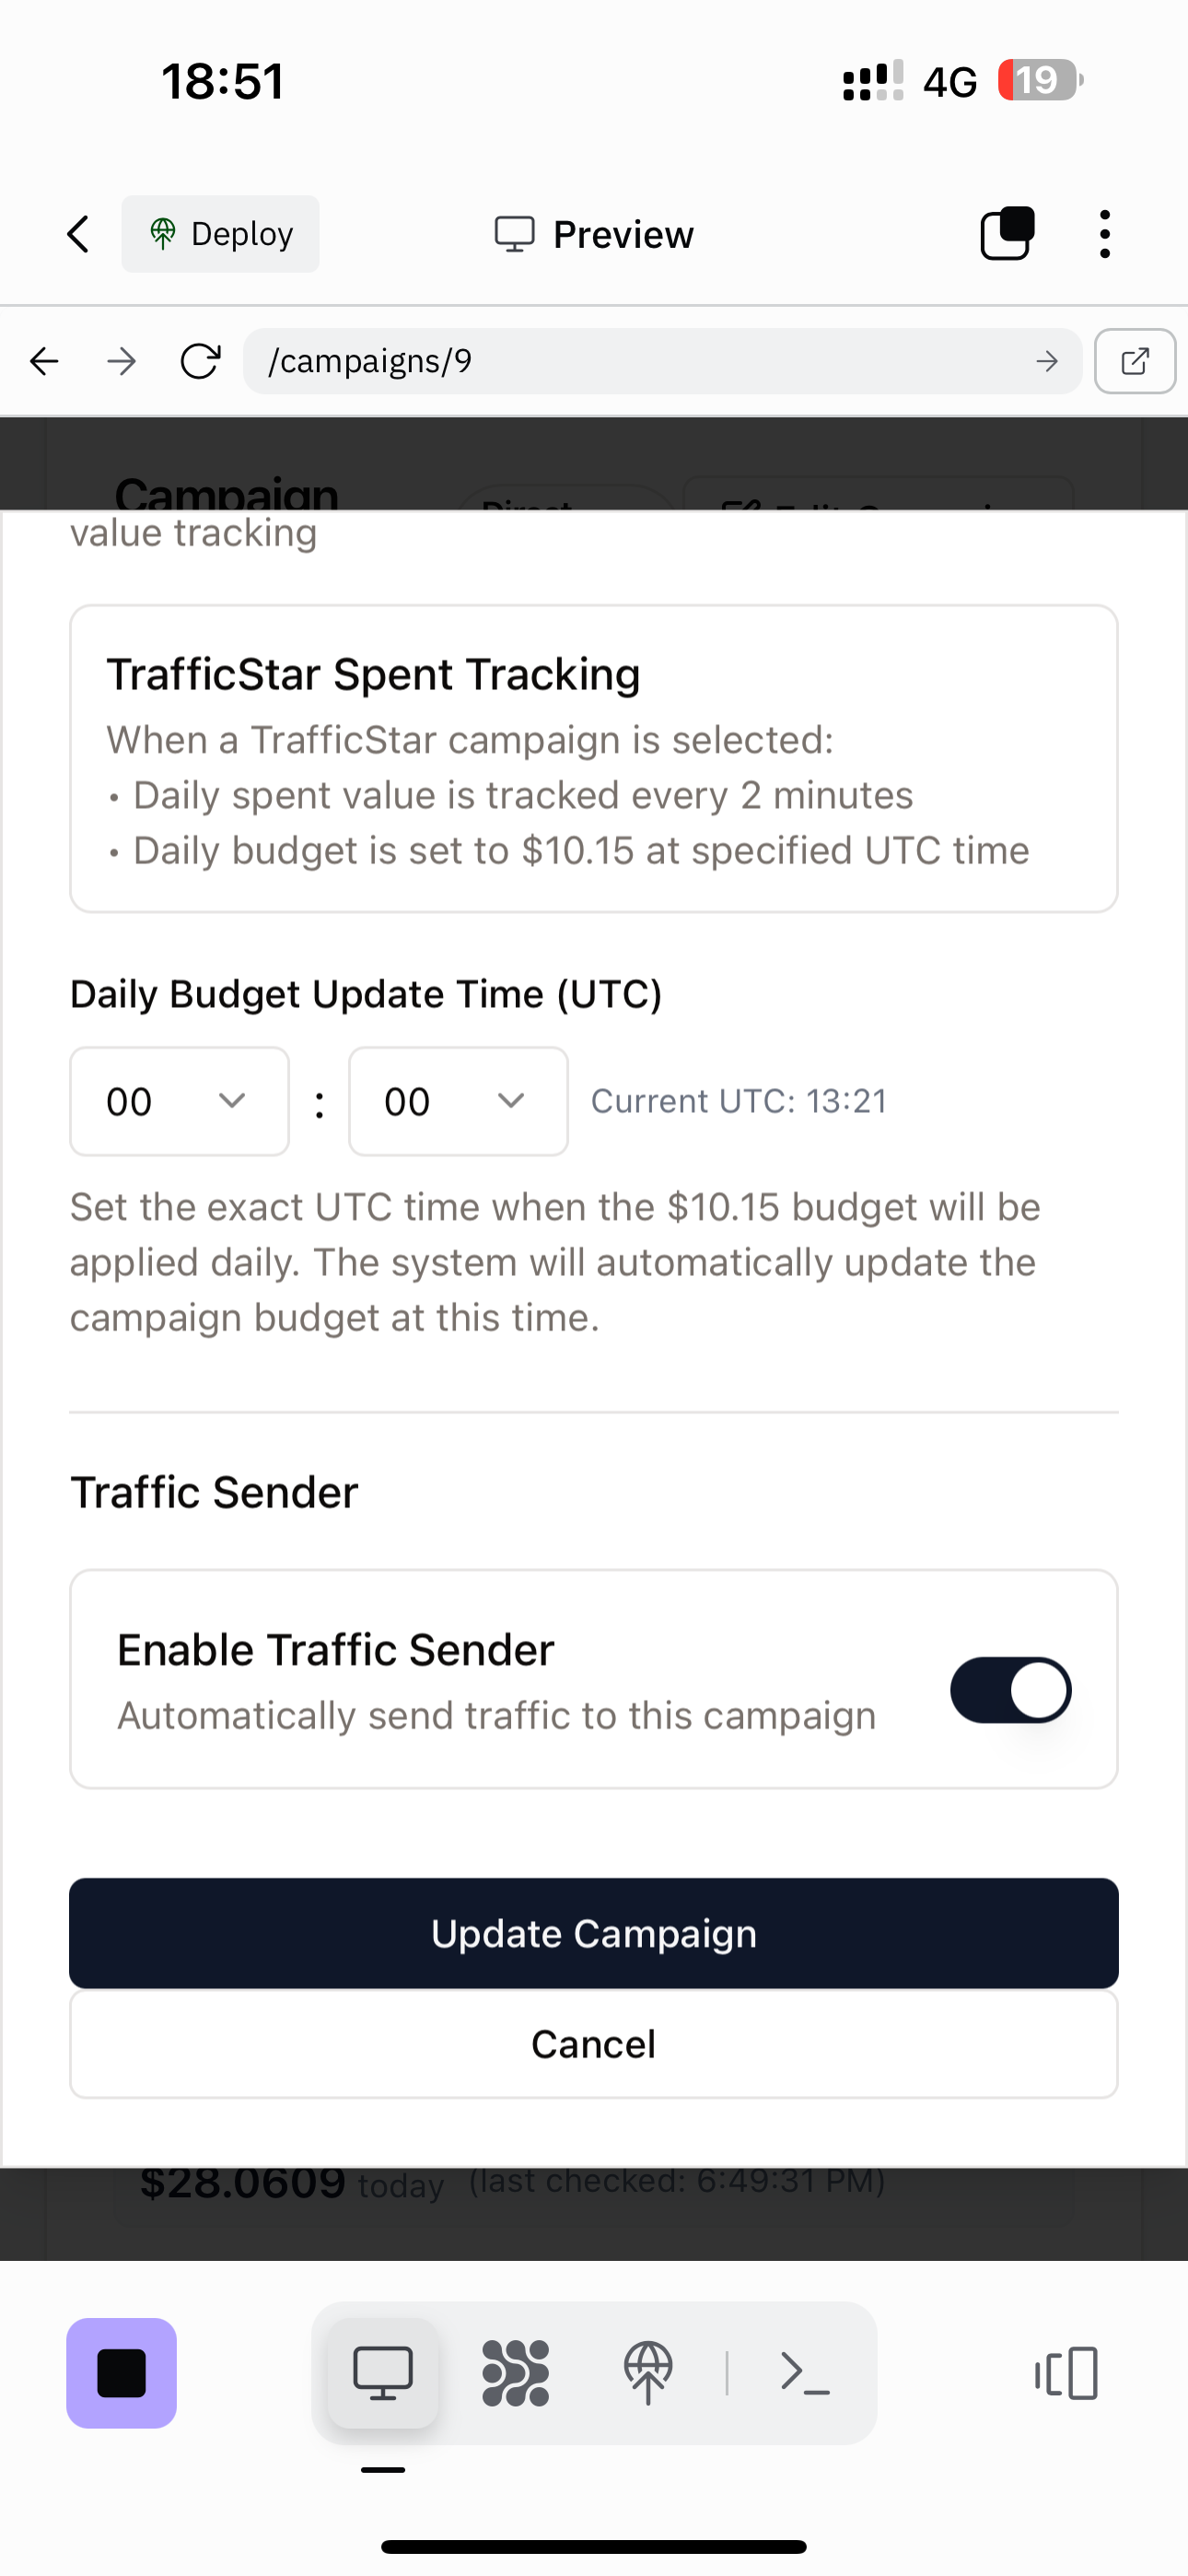 18:51
4G
19
Deploy
Preview
/campaigns/9
Campaign
Direct
value tracking
TrafficStar Spent Tracking
When a TrafficStar campaign is selected:
• Daily spent value is tracked every 2 minutes
• Daily budget is set to $10.15 at specified UTC time
Daily Budget Update Time (UTC)
00 : 00 Current UTC: 13:21
Set the exact UTC time when the $10.15 budget will be
applied daily. The system will automatically update the
campaign budget at this time.
Traffic Sender
Enable Traffic Sender
Automatically send traffic to this campaign
Update Campaign
Cancel
$28.0609 today (last checked: 6:49:31 PM)